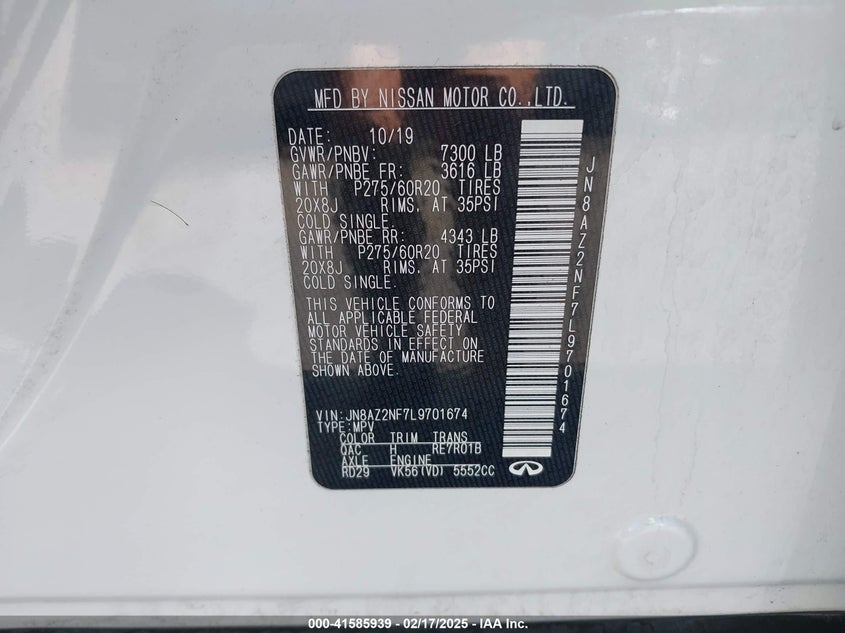 MFD BY NISSAN MOTOR CO.,LTD.
DATE: 10/19
GVWR/PNBV: 7300 LB
GAWR/PNBE FR: 3616 LB
WITH P275/60R20 TIRES
20X8J RIMS, AT 35PSI
COLD SINGLE.
GAWR/PNBE RR: 4343 LB
WITH P275/60R20 TIRES
20X8J RIMS, AT 35PSI
COLD SINGLE.
THIS VEHICLE CONFORMS TO
ALL APPLICABLE FEDERAL
MOTOR VEHICLE SAFETY
STANDARDS IN EFFECT ON
THE DATE OF MANUFACTURE
SHOWN ABOVE.
VIN:JN8AZ2NF7L9701674
TYPE:MPV
COLOR TRIM TRANS
QAC H RE7R01B
AXLE ENGINE
RD29 VK56(VD) 5552CC
JN8AZ2NF7L9701674
000-41585939 - 02/17/2025 - IAA Inc.